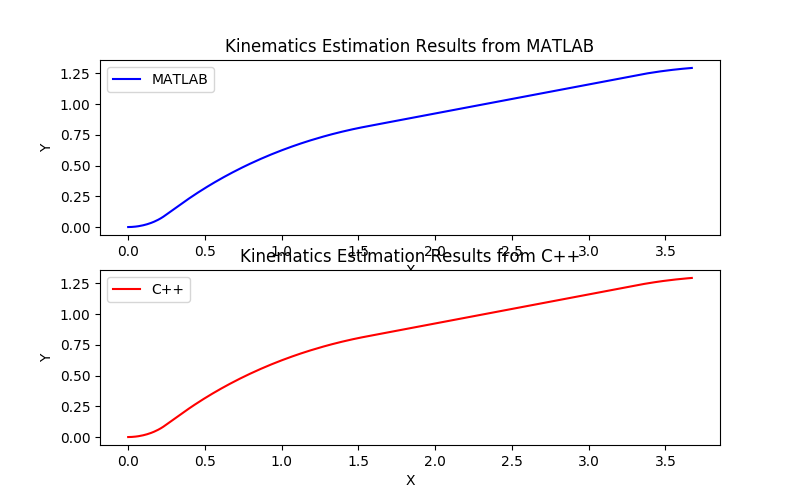 Kinematics Estimation Results from MATLAB
MATLAB
Y
1.25
1.00
0.75
0.50
0.25
0.00
0.0 0.5 1.0 1.5 2.0 2.5 3.0 3.5
X
Kinematics Estimation Results from C++
C++
Y
1.25
1.00
0.75
0.50
0.25
0.00
0.0 0.5 1.0 1.5 2.0 2.5 3.0 3.5
X